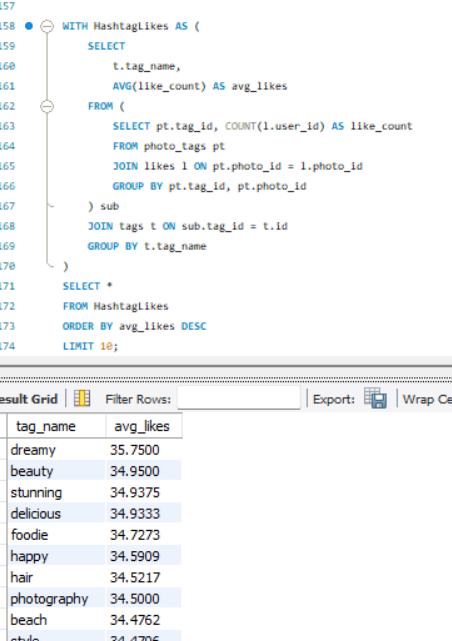 157
158 WITH HashtagLikes AS (
159 SELECT
160 t.tag_name,
161 AVG(like_count) AS avg_likes
162 FROM (
163 SELECT pt.tag_id, COUNT(l.user_id) AS like_count
164 FROM photo_tags pt
165 JOIN likes l ON pt.photo_id = l.photo_id
166 GROUP BY pt.tag_id, pt.photo_id
167 ) sub
168 JOIN tags t ON sub.tag_id = t.id
169 GROUP BY t.tag_name
170 )
171 SELECT *
172 FROM HashtagLikes
173 ORDER BY avg_likes DESC
174 LIMIT 10;
esult Grid Filter Rows: Export: Wrap Ce
tag_name avg_likes
dreamy 35.7500
beauty 34.9500
stunning 34.9375
delicious 34.9333
foodie 34.7273
happy 34.5909
hair 34.5217
photography 34.5000
beach 34.4762
style 34.4706